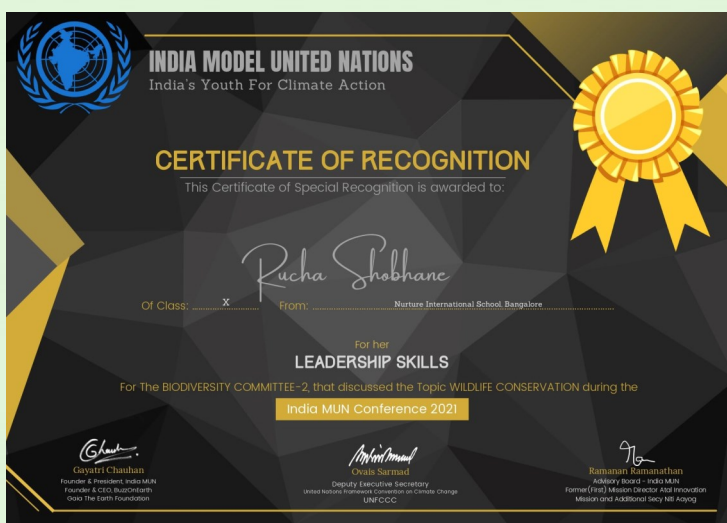 INDIA MODEL UNITED NATIONS
India's Youth For Climate Action
CERTIFICATE OF RECOGNITION
This Certificate of Special Recognition is awarded to:
Rucha Shobhane
Of Class: X From: Nurture International School, Bangalore
For her
LEADERSHIP SKILLS
For The BIODIVERSITY COMMITTEE-2, that discussed the Topic WILDLIFE CONSERVATION during the
India MUN Conference 2021
Gayatri Chauhan
Founder & President, India MUN
Founder & CEO, BuzzOnEarth
Gaia The Earth Foundation
Ovais Sarmad
Deputy Executive Secretary
United Nations Framework Convention on Climate Change
UNFCCC
Ramanan Ramanathan
Advisory Board - India MUN
Former(First) Mission Director Atal Innovation
Mission and Additional Secy Niti Aayog